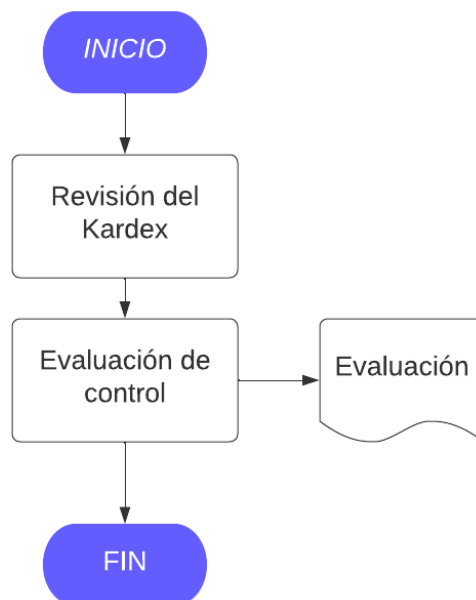 INICIO
Revisión del
Kardex
Evaluación de
control
Evaluación
FIN